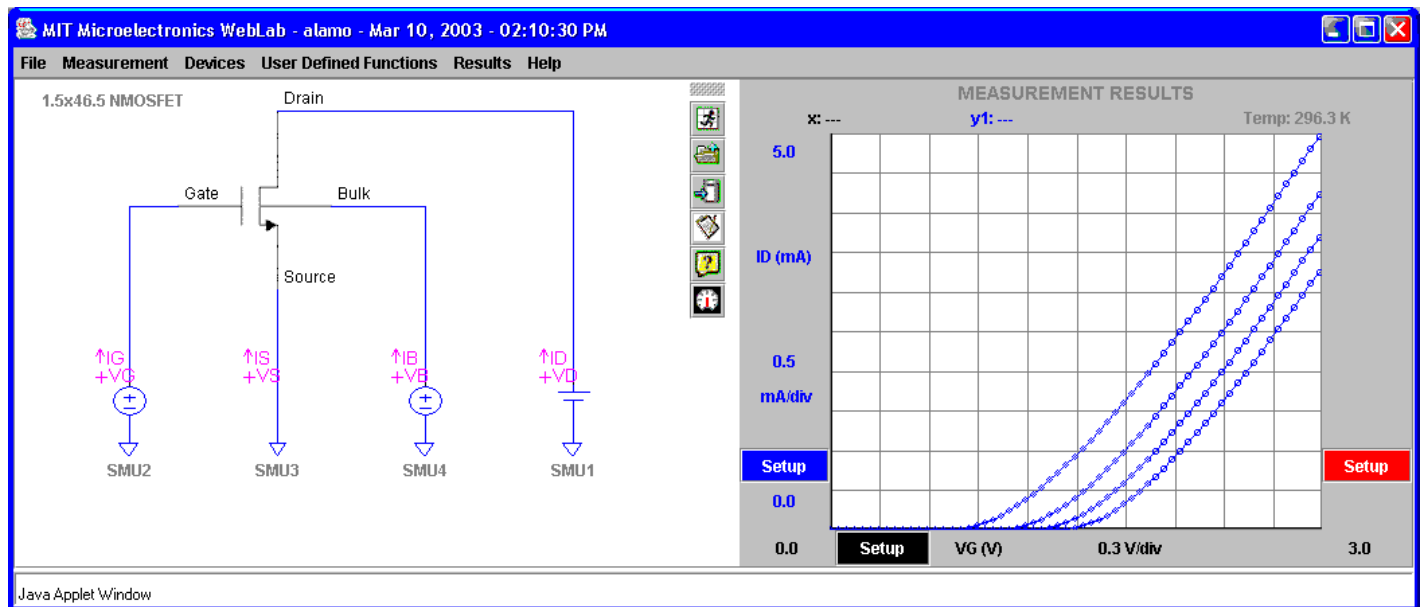 MIT Microelectronics WebLab - alamo - Mar 10, 2003 - 02:10:30 PM
File Measurement Devices User Defined Functions Results Help
1.5x46.5 NMOSFET
Drain
Gate
Bulk
Source
↑IG
+VG
↑IS
+VS
↑IB
+VB
↑ID
+VD
SMU2
SMU3
SMU4
SMU1
MEASUREMENT RESULTS
x: ---
y1: ---
Temp: 296.3 K
5.0
ID (mA)
0.5
mA/div
Setup
0.0
Setup
0.0
Setup
VG (V)
0.3 V/div
3.0
Java Applet Window